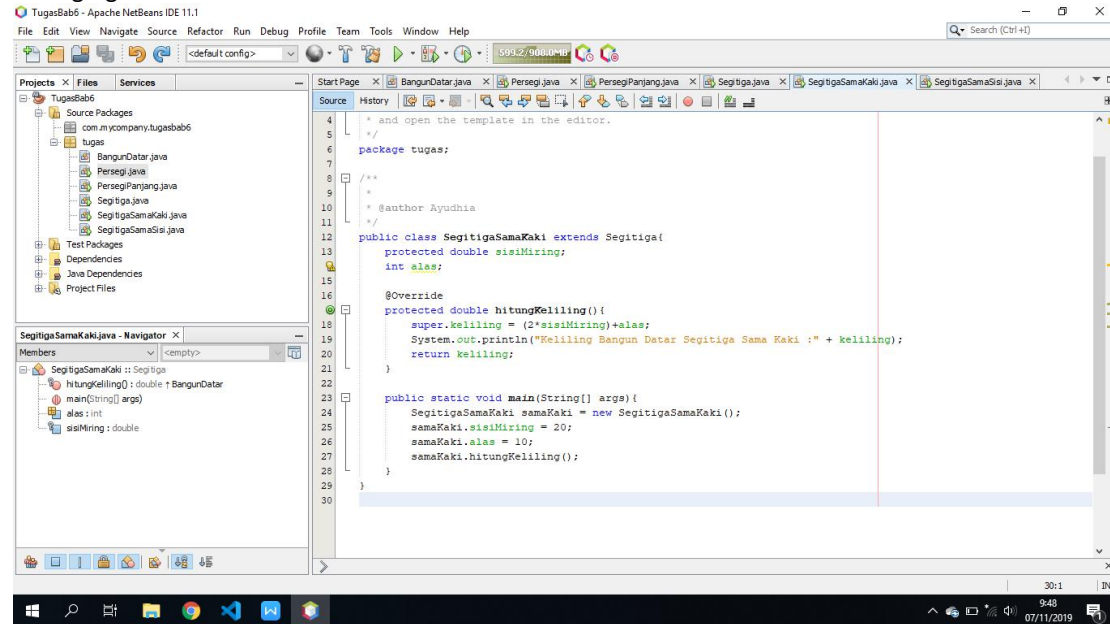 TugasBab6 - Apache NetBeans IDE 11.1
File Edit View Navigate Source Refactor Run Debug Profile Team Tools Window Help
Search (Ctrl+I)
<default config>
599.2/908.0MB
Projects Files Services
Start Page BangunDatar.java Persegi.java PersegiPanjang.java Segitiga.java SegitigaSamaKaki.java SegitigaSamaSisi.java
Source History
TugasBab6
Source Packages
com.mycompany.tugasbab6
tugas
BangunDatar.java
Persegi.java
PersegiPanjang.java
Segitiga.java
SegitigaSamaKaki.java
SegitigaSamaSisi.java
Test Packages
Dependencies
Java Dependencies
Project Files
SegitigaSamaKaki.java - Navigator
Members <empty>
SegitigaSamaKaki :: Segitiga
hitungKeliling() : double ↑ BangunDatar
main(String[] args)
alas : int
sisiMiring : double
4 * and open the template in the editor.
5 */
6 package tugas;
7
8 /**
9 *
10 * @author Ayudhia
11 */
12 public class SegitigaSamaKaki extends Segitiga{
13 protected double sisiMiring;
int alas;
15
16 @Override
protected double hitungKeliling(){
18 super.keliling = (2*sisiMiring)+alas;
19 System.out.println("Keliling Bangun Datar Segitiga Sama Kaki :" + keliling);
20 return keliling;
21 }
22
23 public static void main(String[] args){
24 SegitigaSamaKaki samaKaki = new SegitigaSamaKaki();
25 samaKaki.sisiMiring = 20;
26 samaKaki.alas = 10;
27 samaKaki.hitungKeliling();
28 }
29 }
30
30:1
9:48
07/11/2019